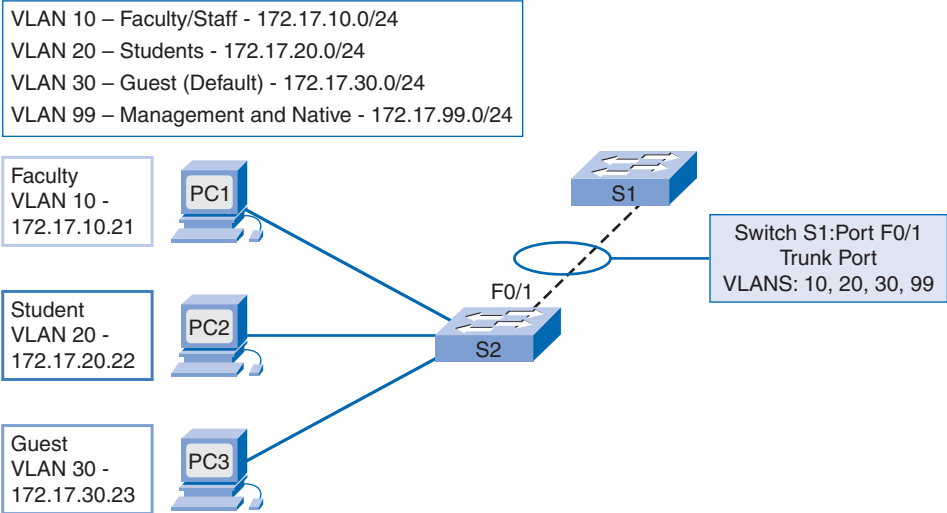 VLAN 10 – Faculty/Staff - 172.17.10.0/24
VLAN 20 – Students - 172.17.20.0/24
VLAN 30 – Guest (Default) - 172.17.30.0/24
VLAN 99 – Management and Native - 172.17.99.0/24
Faculty
VLAN 10 -
172.17.10.21
PC1
S1
Switch S1:Port F0/1
Trunk Port
VLANS: 10, 20, 30, 99
F0/1
Student
VLAN 20 -
172.17.20.22
PC2
S2
Guest
VLAN 30 -
172.17.30.23
PC3